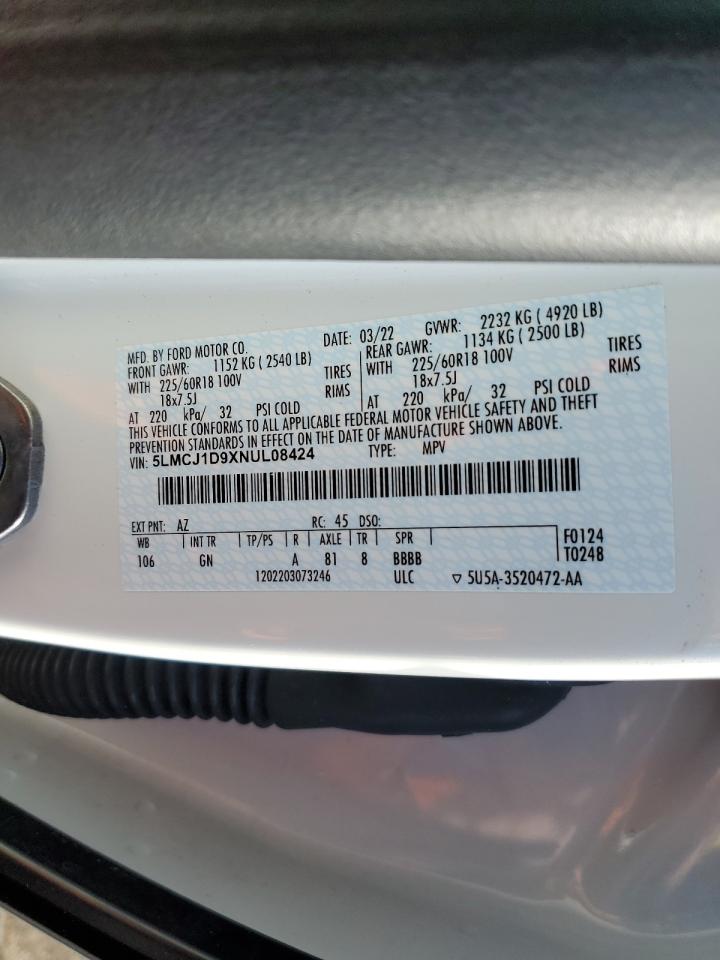 MFD. BY FORD MOTOR CO. DATE: 03/22 GVWR: 2232 KG ( 4920 LB)
FRONT GAWR: 1152 KG ( 2540 LB) REAR GAWR: 1134 KG ( 2500 LB)
WITH 225/60R18 100V TIRES WITH 225/60R18 100V TIRES
18x7.5J RIMS 18x7.5J RIMS
AT 220 kPa/ 32 PSI COLD AT 220 kPa/ 32 PSI COLD
THIS VEHICLE CONFORMS TO ALL APPLICABLE FEDERAL MOTOR VEHICLE SAFETY AND THEFT
PREVENTION STANDARDS IN EFFECT ON THE DATE OF MANUFACTURE SHOWN ABOVE.
VIN: 5LMCJ1D9XNUL08424 TYPE: MPV
EXT PNT: AZ RC: 45 DSO:
WB INT TR TP/PS R AXLE TR SPR F0124
106 GN A 81 8 BBBB T0248
1202203073246 ULC ▽ 5U5A-3520472-AA